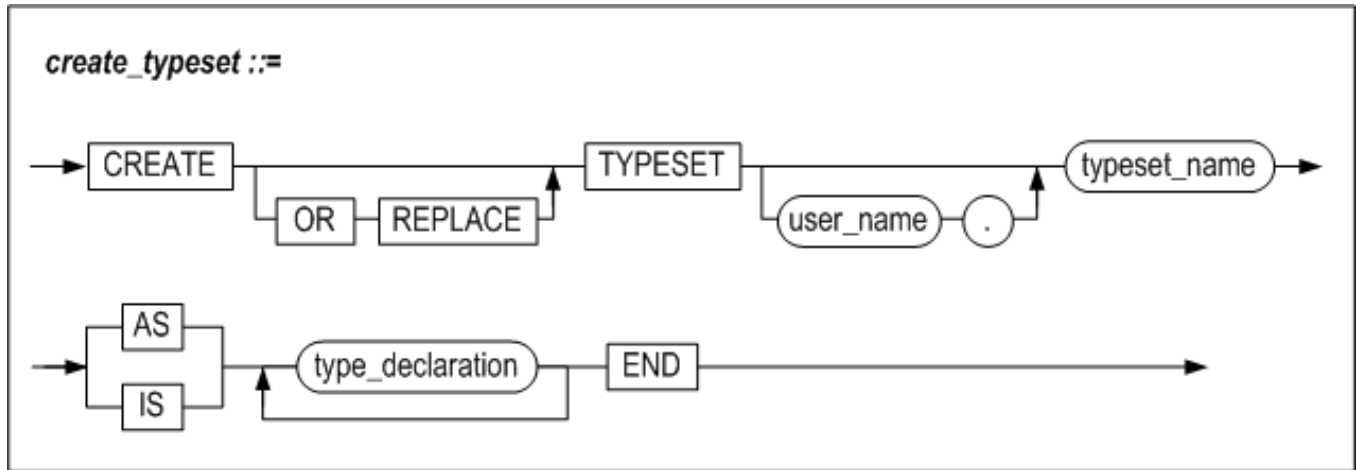 create_typeset ::=
CREATE TYPESET typeset_name
OR REPLACE user_name .
AS
type_declaration END
IS